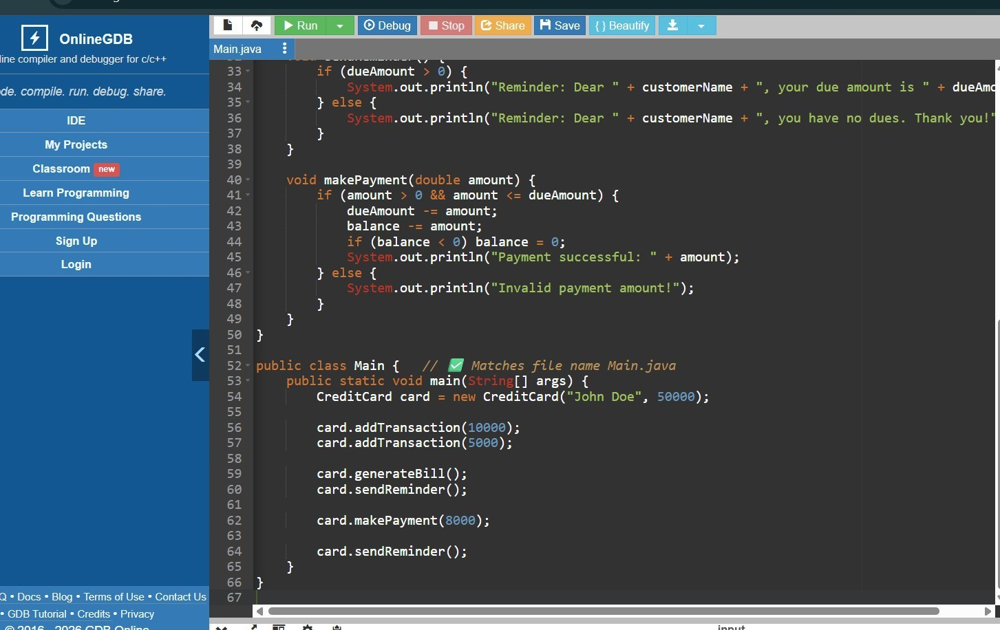 OnlineGDB
line compiler and debugger for c/c++
de. compile. run. debug. share.
IDE
My Projects
Classroom new
Learn Programming
Programming Questions
Sign Up
Login
Q • Docs • Blog • Terms of Use • Contact Us
• GDB Tutorial • Credits • Privacy
© 2016 - 2026 GDB Online
Run Debug Stop Share Save { } Beautify
Main.java
33 if (dueAmount > 0) {
34 System.out.println("Reminder: Dear " + customerName + ", your due amount is " + dueAmo
35 } else {
36 System.out.println("Reminder: Dear " + customerName + ", you have no dues. Thank you!"
37 }
38 }
39
40 void makePayment(double amount) {
41 if (amount > 0 && amount <= dueAmount) {
42 dueAmount -= amount;
43 balance -= amount;
44 if (balance < 0) balance = 0;
45 System.out.println("Payment successful: " + amount);
46 } else {
47 System.out.println("Invalid payment amount!");
48 }
49 }
50 }
51
52 public class Main { // ✅ Matches file name Main.java
53 public static void main(String[] args) {
54 CreditCard card = new CreditCard("John Doe", 50000);
55
56 card.addTransaction(10000);
57 card.addTransaction(5000);
58
59 card.generateBill();
60 card.sendReminder();
61
62 card.makePayment(8000);
63
64 card.sendReminder();
65 }
66 }
67
input